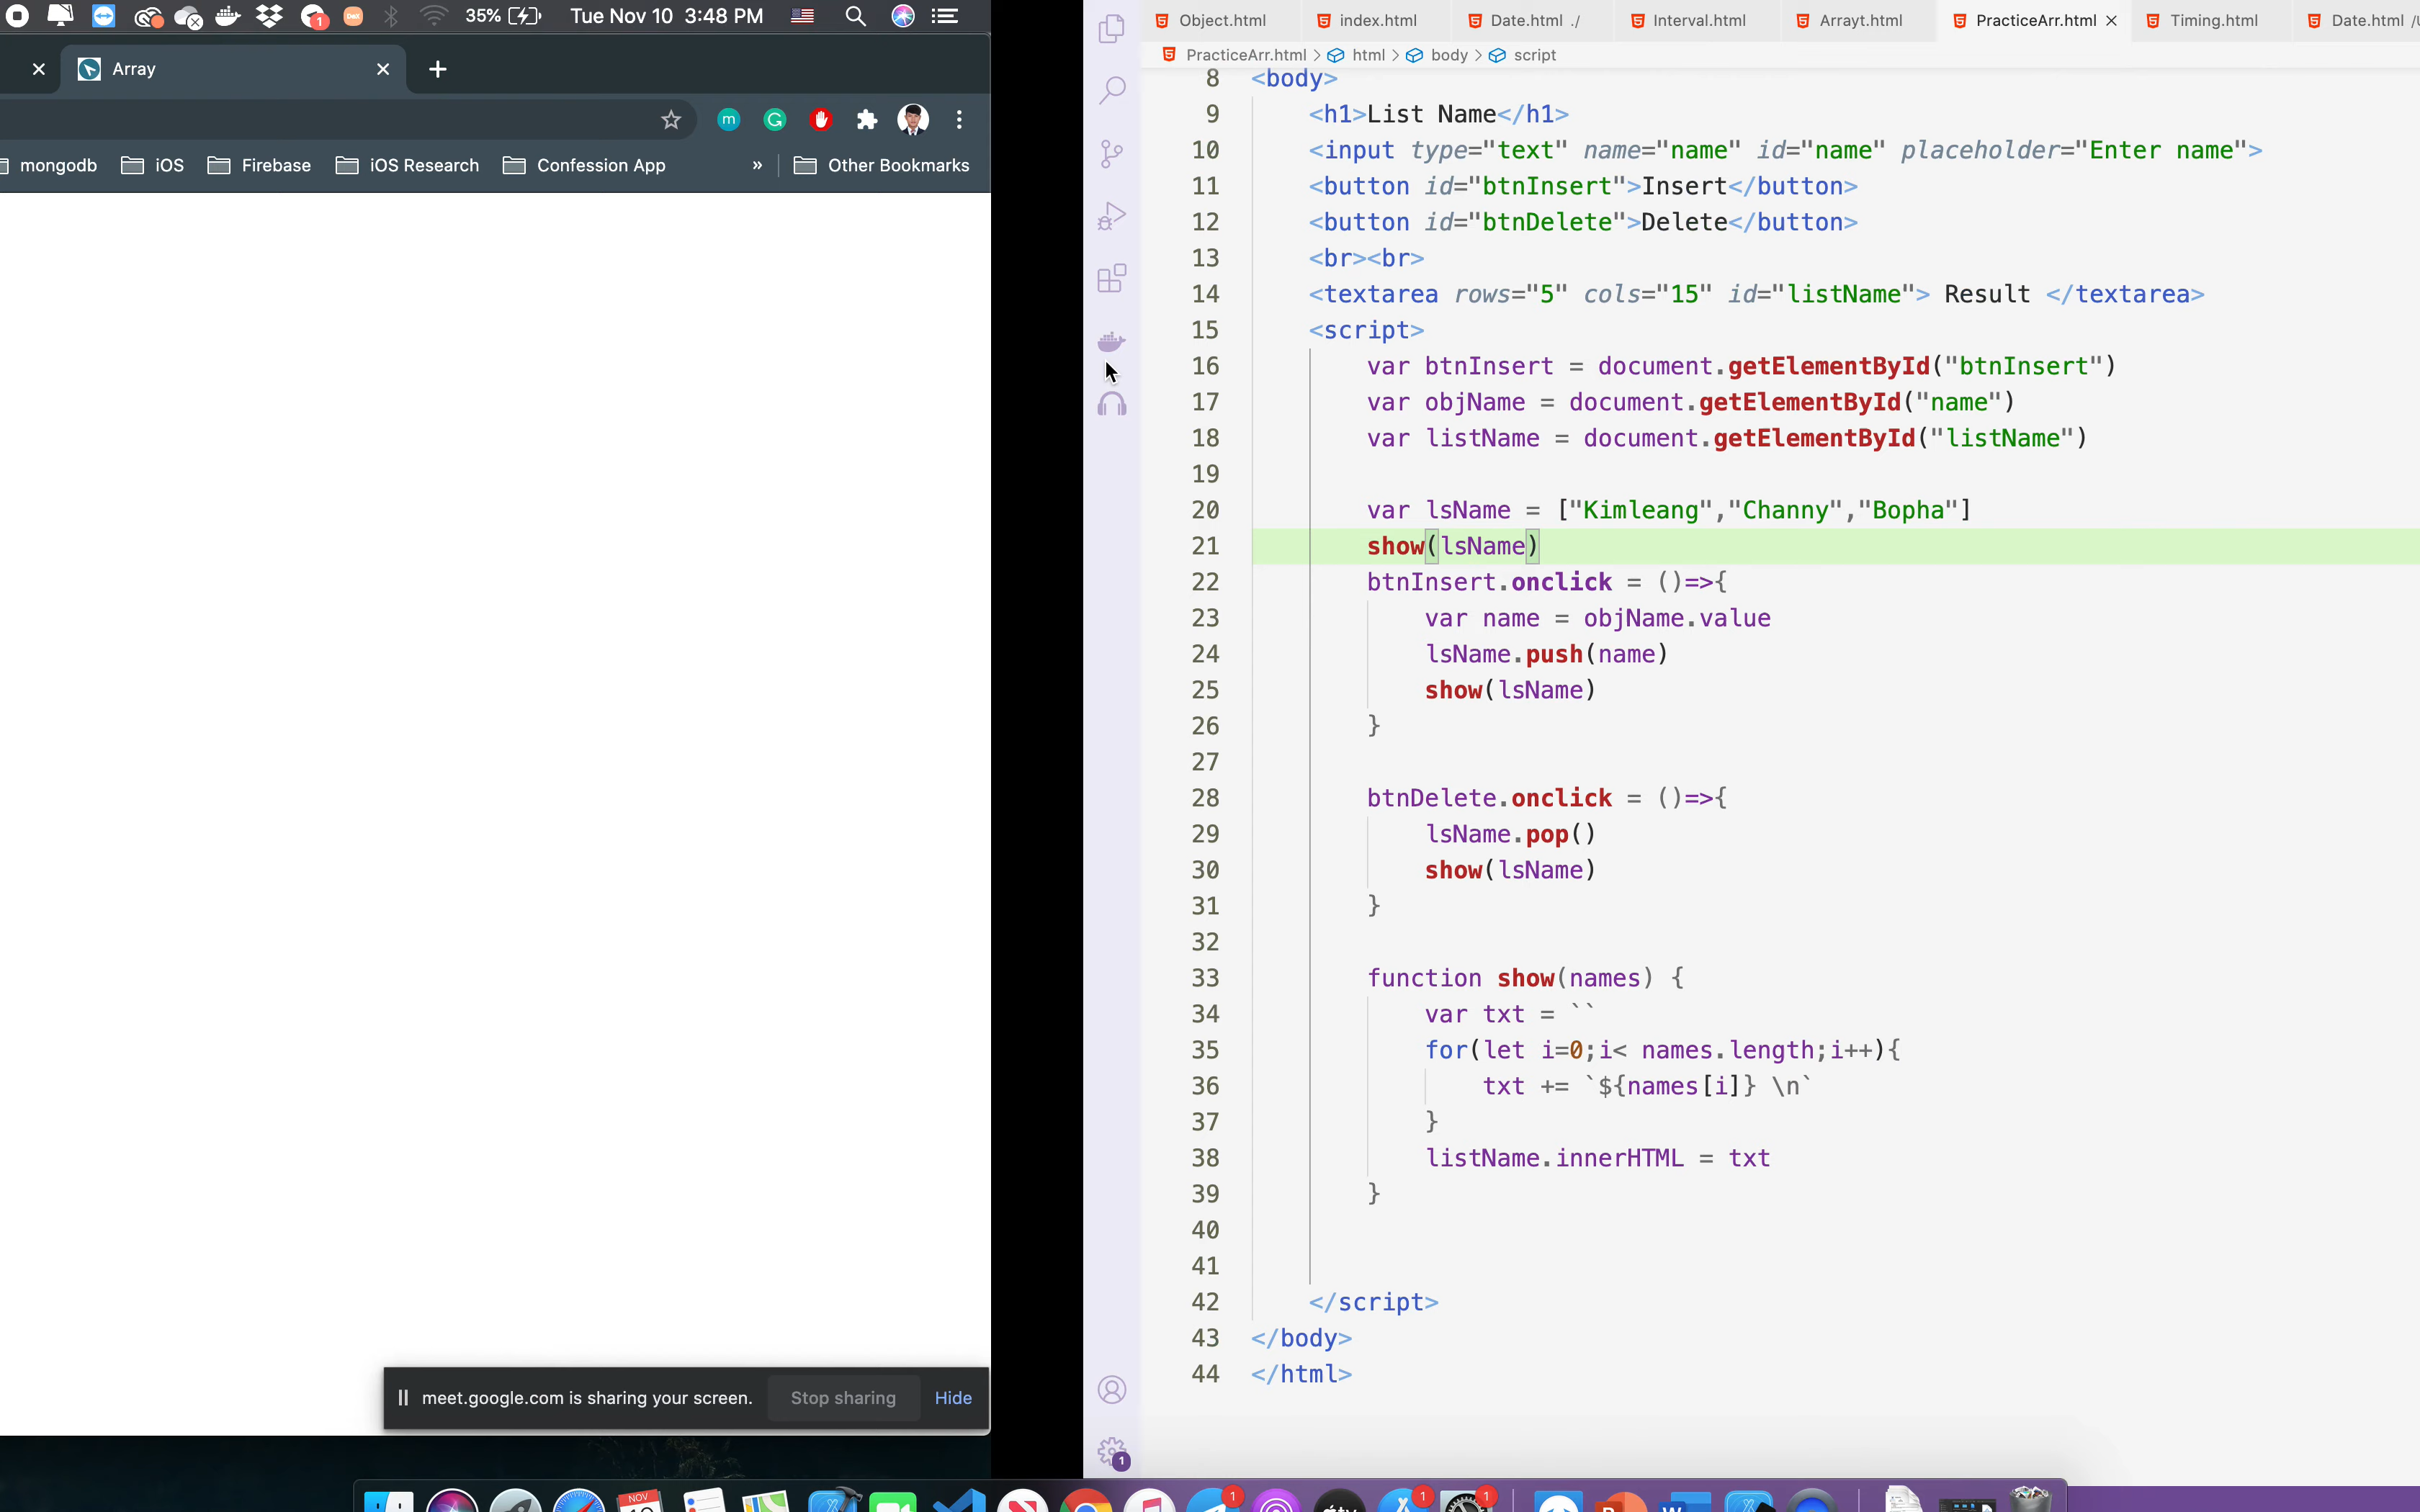 35%
Tue Nov 10 3:48 PM
1
Array
m
mongodb
iOS
Firebase
iOS Research
Confession App
»
Other Bookmarks
meet.google.com is sharing your screen.
Stop sharing
Hide
Object.html
index.html
Date.html ./
Interval.html
Arrayt.html
PracticeArr.html
Timing.html
Date.html
PracticeArr.html > html > body > script
8 <body>
9 <h1>List Name</h1>
10 <input type="text" name="name" id="name" placeholder="Enter name">
11 <button id="btnInsert">Insert</button>
12 <button id="btnDelete">Delete</button>
13 <br><br>
14 <textarea rows="5" cols="15" id="listName"> Result </textarea>
15 <script>
16 var btnInsert = document.getElementById("btnInsert")
17 var objName = document.getElementById("name")
18 var listName = document.getElementById("listName")
19
20 var lsName = ["Kimleang","Channy","Bopha"]
21 show(lsName)
22 btnInsert.onclick = ()=>{
23 var name = objName.value
24 lsName.push(name)
25 show(lsName)
26 }
27
28 btnDelete.onclick = ()=>{
29 lsName.pop()
30 show(lsName)
31 }
32
33 function show(names) {
34 var txt = ``
35 for(let i=0;i< names.length;i++){
36 txt += `${names[i]} \n`
37 }
38 listName.innerHTML = txt
39 }
40
41
42 </script>
43 </body>
44 </html>
1
NOV
1
1
1